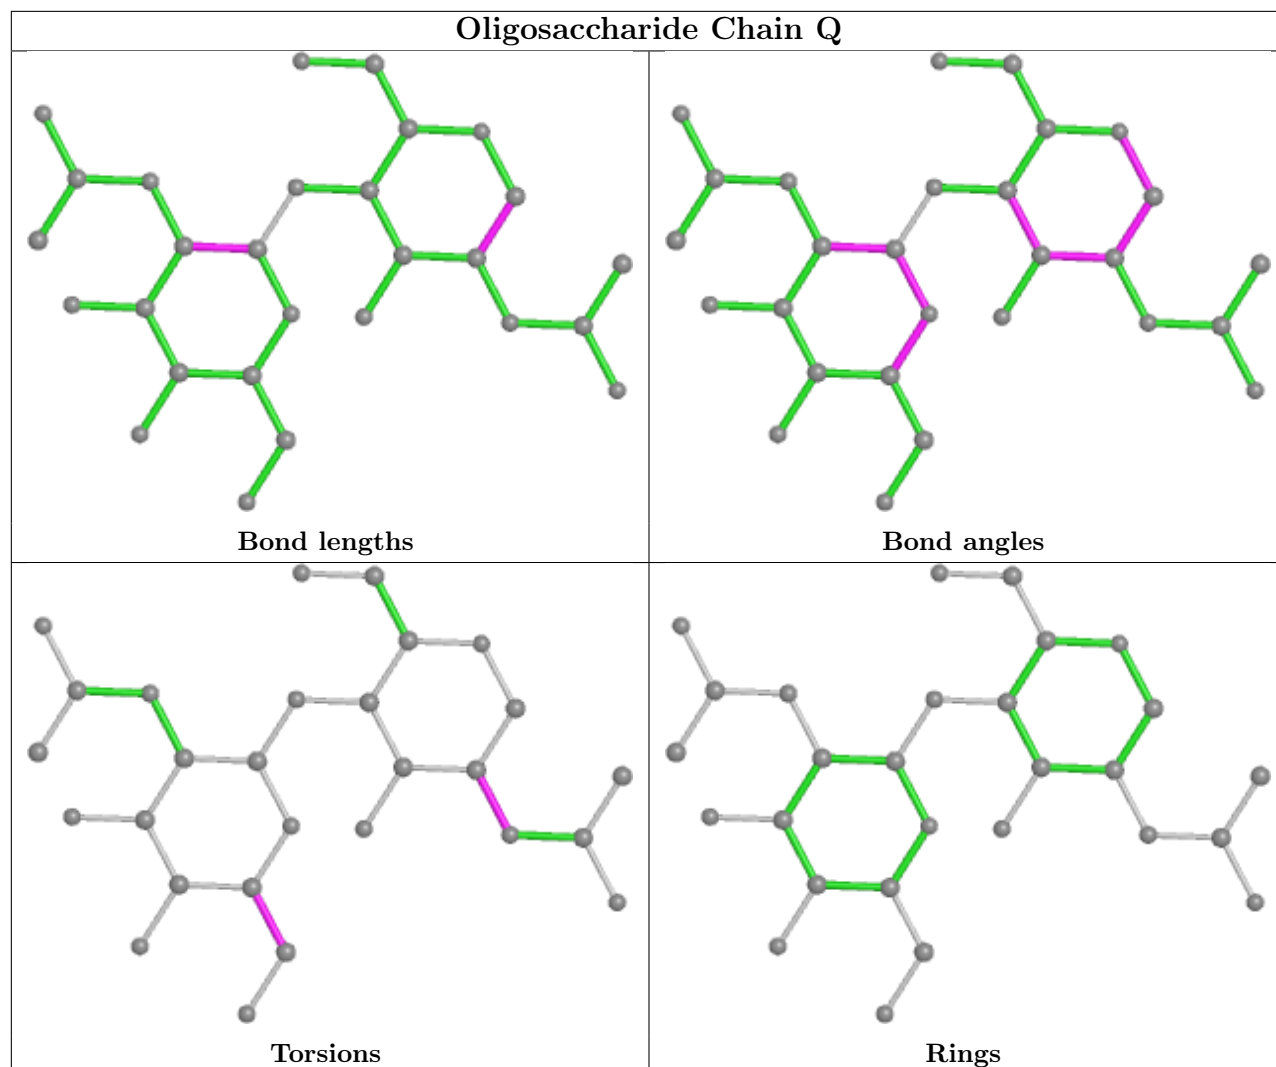 Oligosaccharide Chain Q
Bond lengths
Bond angles
Torsions
Rings